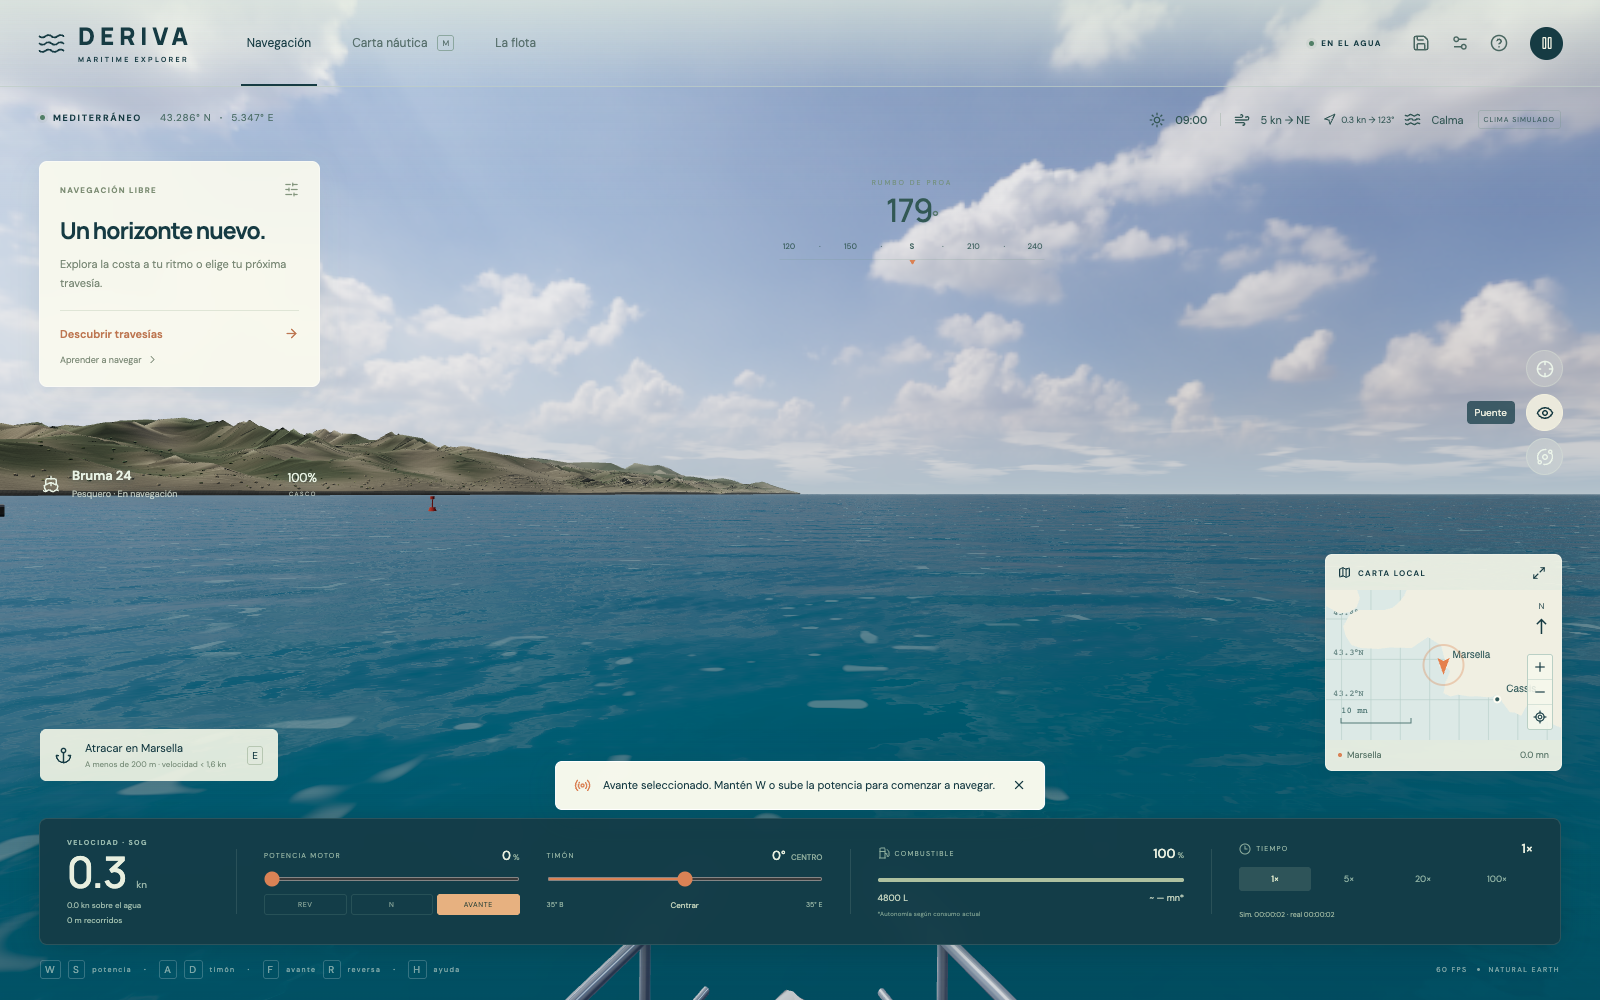 DERIVA
MARITIME EXPLORER
Navegación
Carta náutica M
La flota
EN EL AGUA
MEDITERRÁNEO 43.286° N · 5.347° E
09:00
5 kn → NE
0.3 kn → 123°
Calma
CLIMA SIMULADO
NAVEGACIÓN LIBRE
Un horizonte nuevo.
Explora la costa a tu ritmo o elige tu próxima
travesía.
Descubrir travesías
Aprender a navegar
RUMBO DE PROA
179°
120 · 150 · S · 210 · 240
Puente
Bruma 24
Pesquero · En navegación
100%
CASCO
CARTA LOCAL
N
43.3°N
Marsella
43.2°N
Cass
10 mn
Marsella
0.0 mn
Atracar en Marsella
A menos de 200 m · velocidad < 1,6 kn
E
Avante seleccionado. Mantén W o sube la potencia para comenzar a navegar.
VELOCIDAD · SOG
0.3 kn
0.0 kn sobre el agua
0 m recorridos
POTENCIA MOTOR
0 %
REV
N
AVANTE
TIMÓN
0° CENTRO
35° B
Centrar
35° E
COMBUSTIBLE
100 %
4800 L
~ — mn*
*Autonomía según consumo actual
TIEMPO
1×
1×
5×
20×
100×
Sim. 00:00:02 · real 00:00:02
W S potencia · A D timón · F avante R reversa · H ayuda
60 FPS • NATURAL EARTH